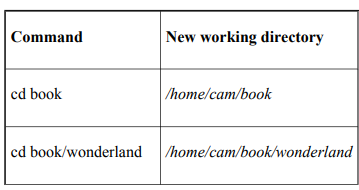 Command New working directory
cd book /home/cam/book
cd book/wonderland /home/cam/book/wonderland